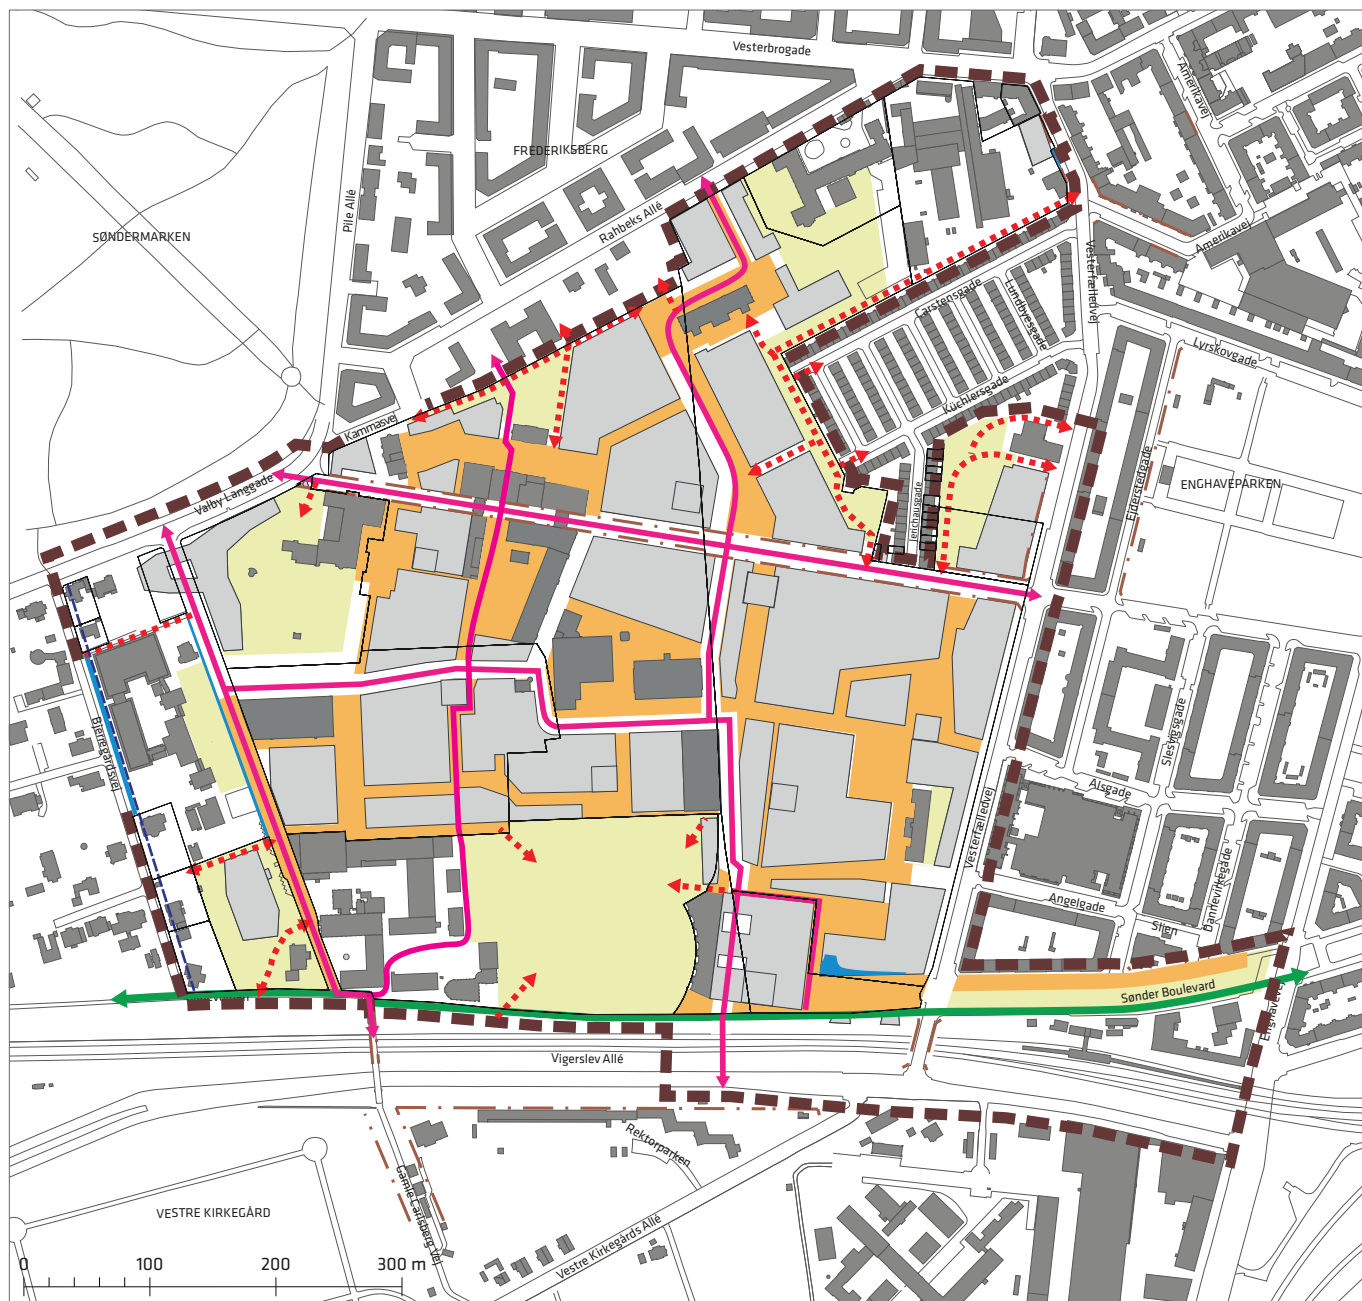 Vesterbrogade
Amerikavej
FREDERIKSBERG
Pile Allé
Rahbeks Allé
SØNDERMARKEN
Amerikavej
Vesterfælledvej
Carstensgade
Lundbyesgade
Lyrskovgade
Küchlersgade
Kammasvej
Ejderstedgade
ENGHAVEPARKEN
Valby Langgade
Jerichausgade
Bjerregårdsvej
Slesvigsgade
Alsgade
Vesterfælledvej
Dannevirkegade
Angelgade
Slien
Sønder Boulevard
Enghavevej
Vigerslev Allé
Rektorparken
Gamle Carlsberg Vej
VESTRE KIRKEGÅRD
Vestre Kirkegårds Allé
0 100 200 300 m